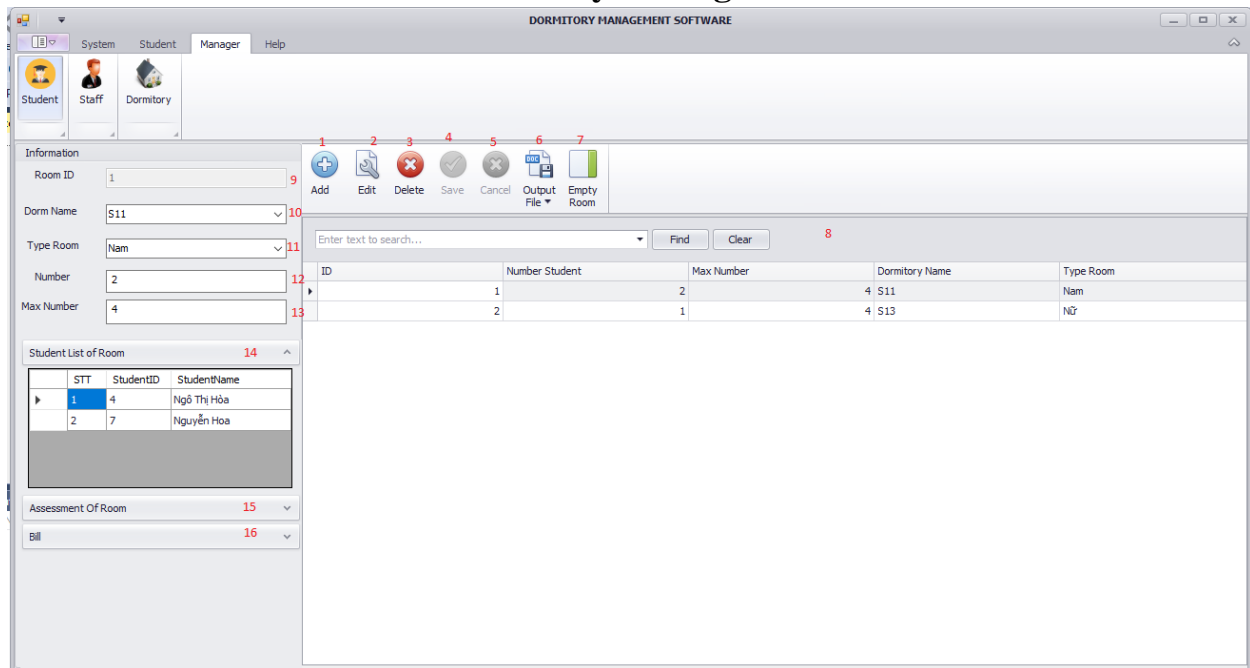 DORMITORY MANAGEMENT SOFTWARE
System Student Manager Help
Student Staff Dormitory
Information
Room ID 1 9
Dorm Name S11 10
Type Room Nam 11
Number 2 12
Max Number 4 13
Student List of Room 14
STT StudentID StudentName
1 4 Ngô Thị Hòa
2 7 Nguyễn Hoa
Assessment Of Room 15
Bill 16
1 2 3 4 5 6 7
DOC
Add Edit Delete Save Cancel Output File Empty Room
Enter text to search... Find Clear 8
ID Number Student Max Number Dormitory Name Type Room
1 2 4 S11 Nam
2 1 4 S13 Nữ